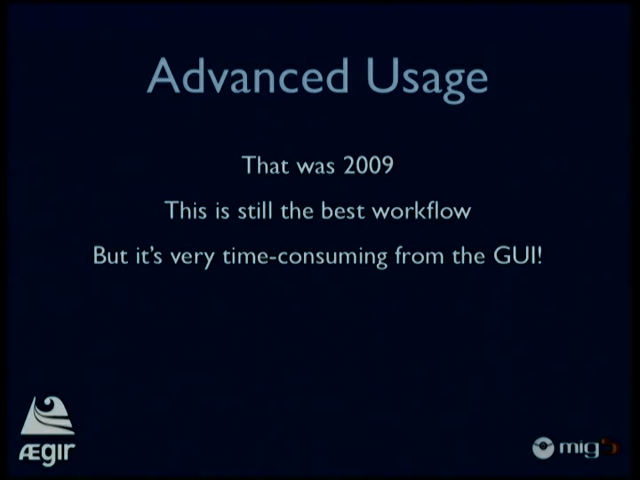 Advanced Usage
That was 2009
This is still the best workflow
But it's very time-consuming from the GUI!
ÆGIR
mig5